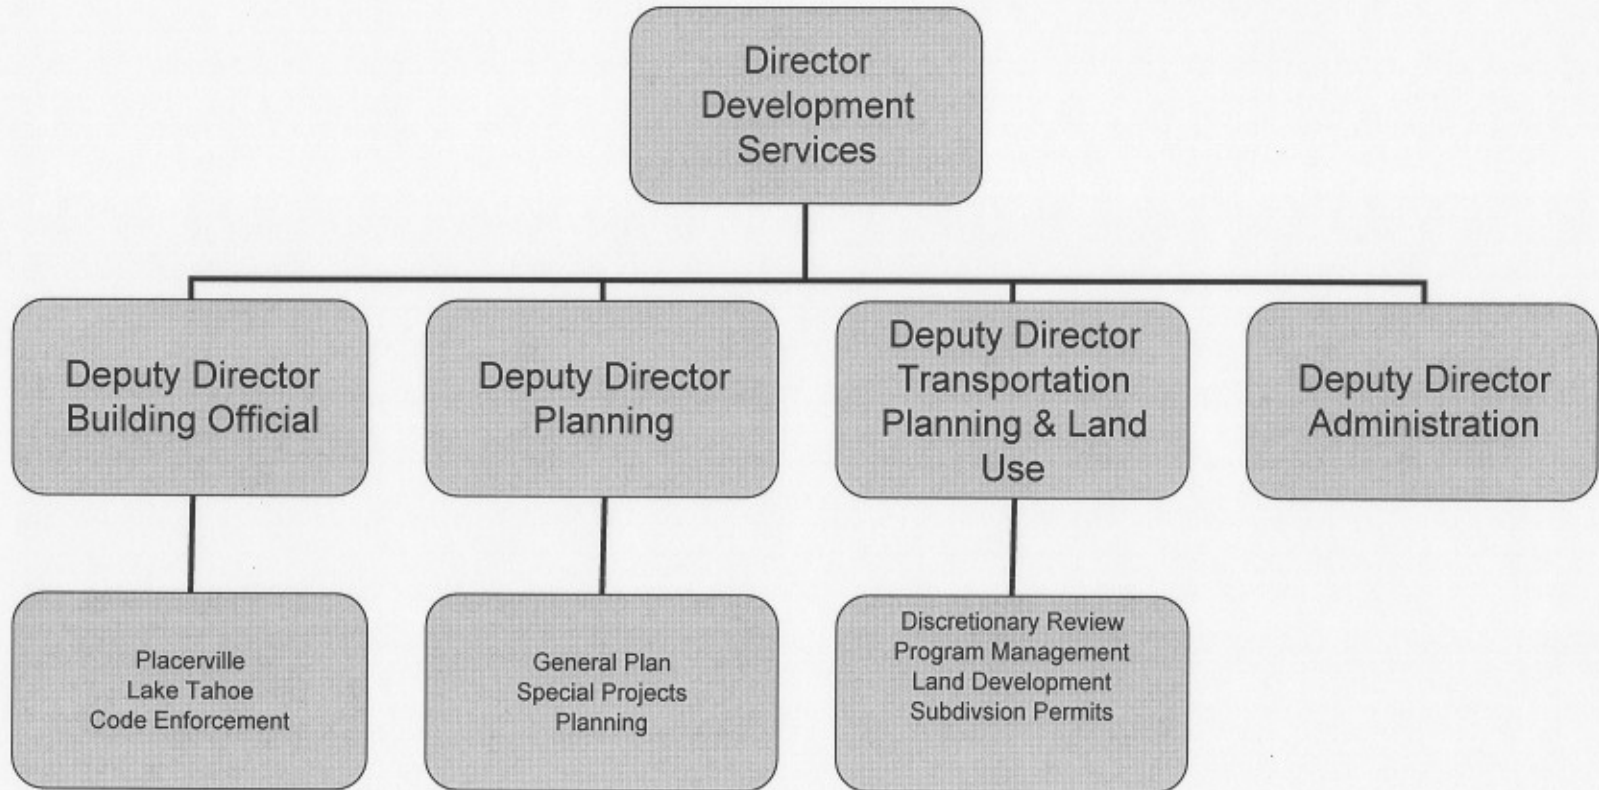 Director
Development
Services
Deputy Director
Building Official
Deputy Director
Planning
Deputy Director
Transportation
Planning & Land
Use
Deputy Director
Administration
Placerville
Lake Tahoe
Code Enforcement
General Plan
Special Projects
Planning
Discretionary Review
Program Management
Land Development
Subdivsion Permits